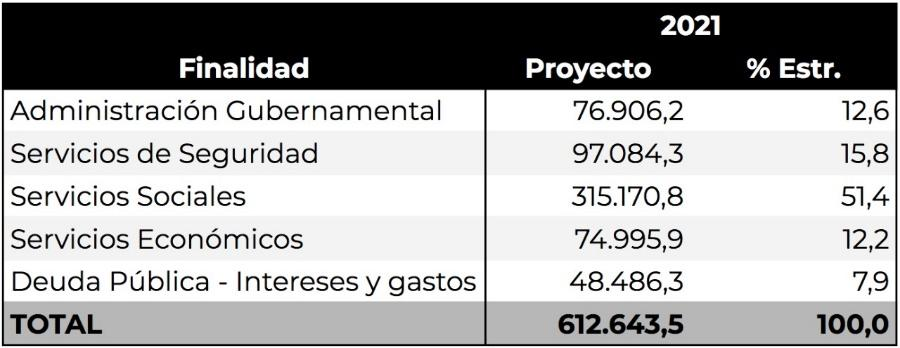 2021
Finalidad Proyecto % Estr.
Administración Gubernamental 76.906,2 12,6
Servicios de Seguridad 97.084,3 15,8
Servicios Sociales 315.170,8 51,4
Servicios Económicos 74.995,9 12,2
Deuda Pública - Intereses y gastos 48.486,3 7,9
TOTAL 612.643,5 100,0